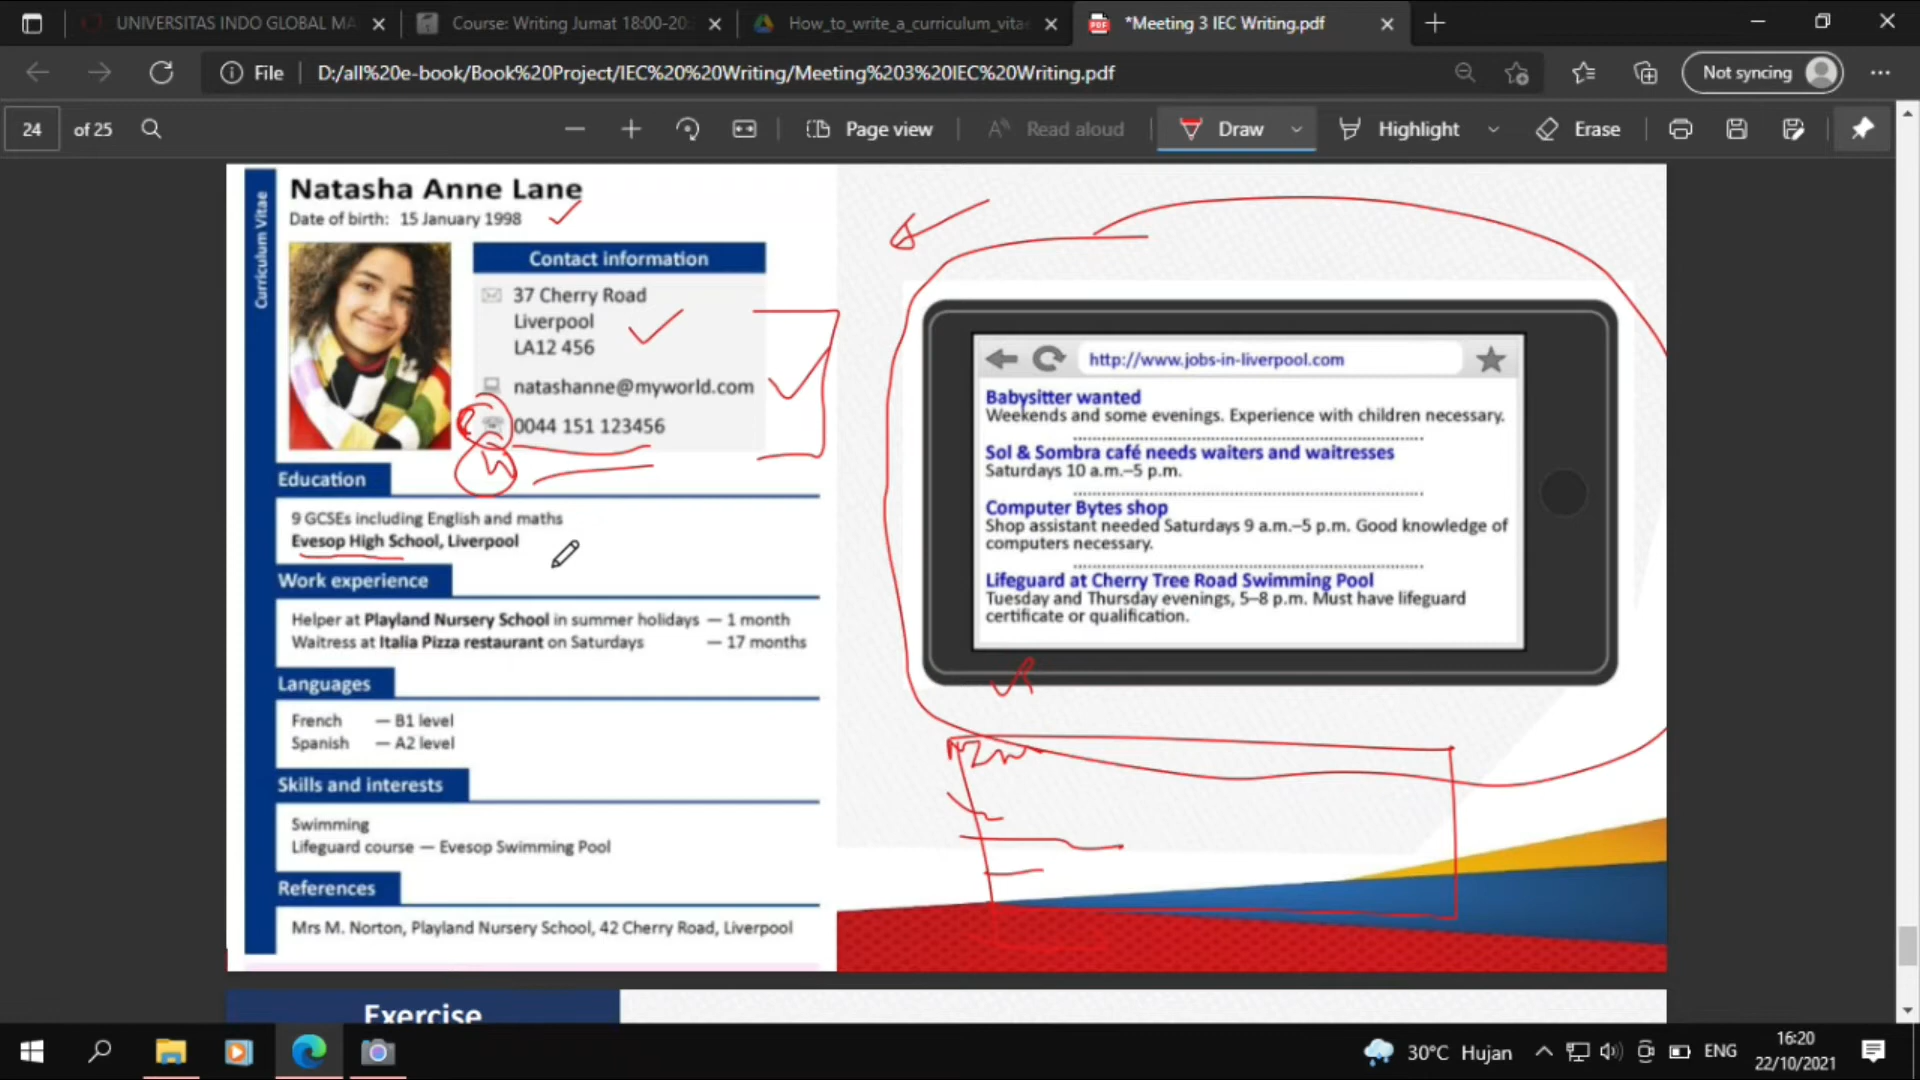 UNIVERSITAS INDO GLOBAL MA
Course: Writing Jumat 18:00-20:
How_to_write_a_curriculum_vitae
*Meeting 3 IEC Writing.pdf
File
D:/all%20e-book/Book%20Project/IEC%20%20Writing/Meeting%203%20IEC%20Writing.pdf
Not syncing
24
of 25
Page view
Read aloud
Draw
Highlight
Erase
Curriculum Vitae
Natasha Anne Lane
Date of birth: 15 January 1998
Contact information
37 Cherry Road
Liverpool
LA12 456
natashanne@myworld.com
0044 151 123456
Education
9 GCSEs including English and maths
Evesop High School, Liverpool
Work experience
Helper at Playland Nursery School in summer holidays — 1 month
Waitress at Italia Pizza restaurant on Saturdays — 17 months
Languages
French — B1 level
Spanish — A2 level
Skills and interests
Swimming
Lifeguard course — Evesop Swimming Pool
References
Mrs M. Norton, Playland Nursery School, 42 Cherry Road, Liverpool
http://www.jobs-in-liverpool.com
Babysitter wanted
Weekends and some evenings. Experience with children necessary.
Sol & Sombra café needs waiters and waitresses
Saturdays 10 a.m.–5 p.m.
Computer Bytes shop
Shop assistant needed Saturdays 9 a.m.–5 p.m. Good knowledge of
computers necessary.
Lifeguard at Cherry Tree Road Swimming Pool
Tuesday and Thursday evenings, 5–8 p.m. Must have lifeguard
certificate or qualification.
Exercise
30°C Hujan
ENG
16:20
22/10/2021